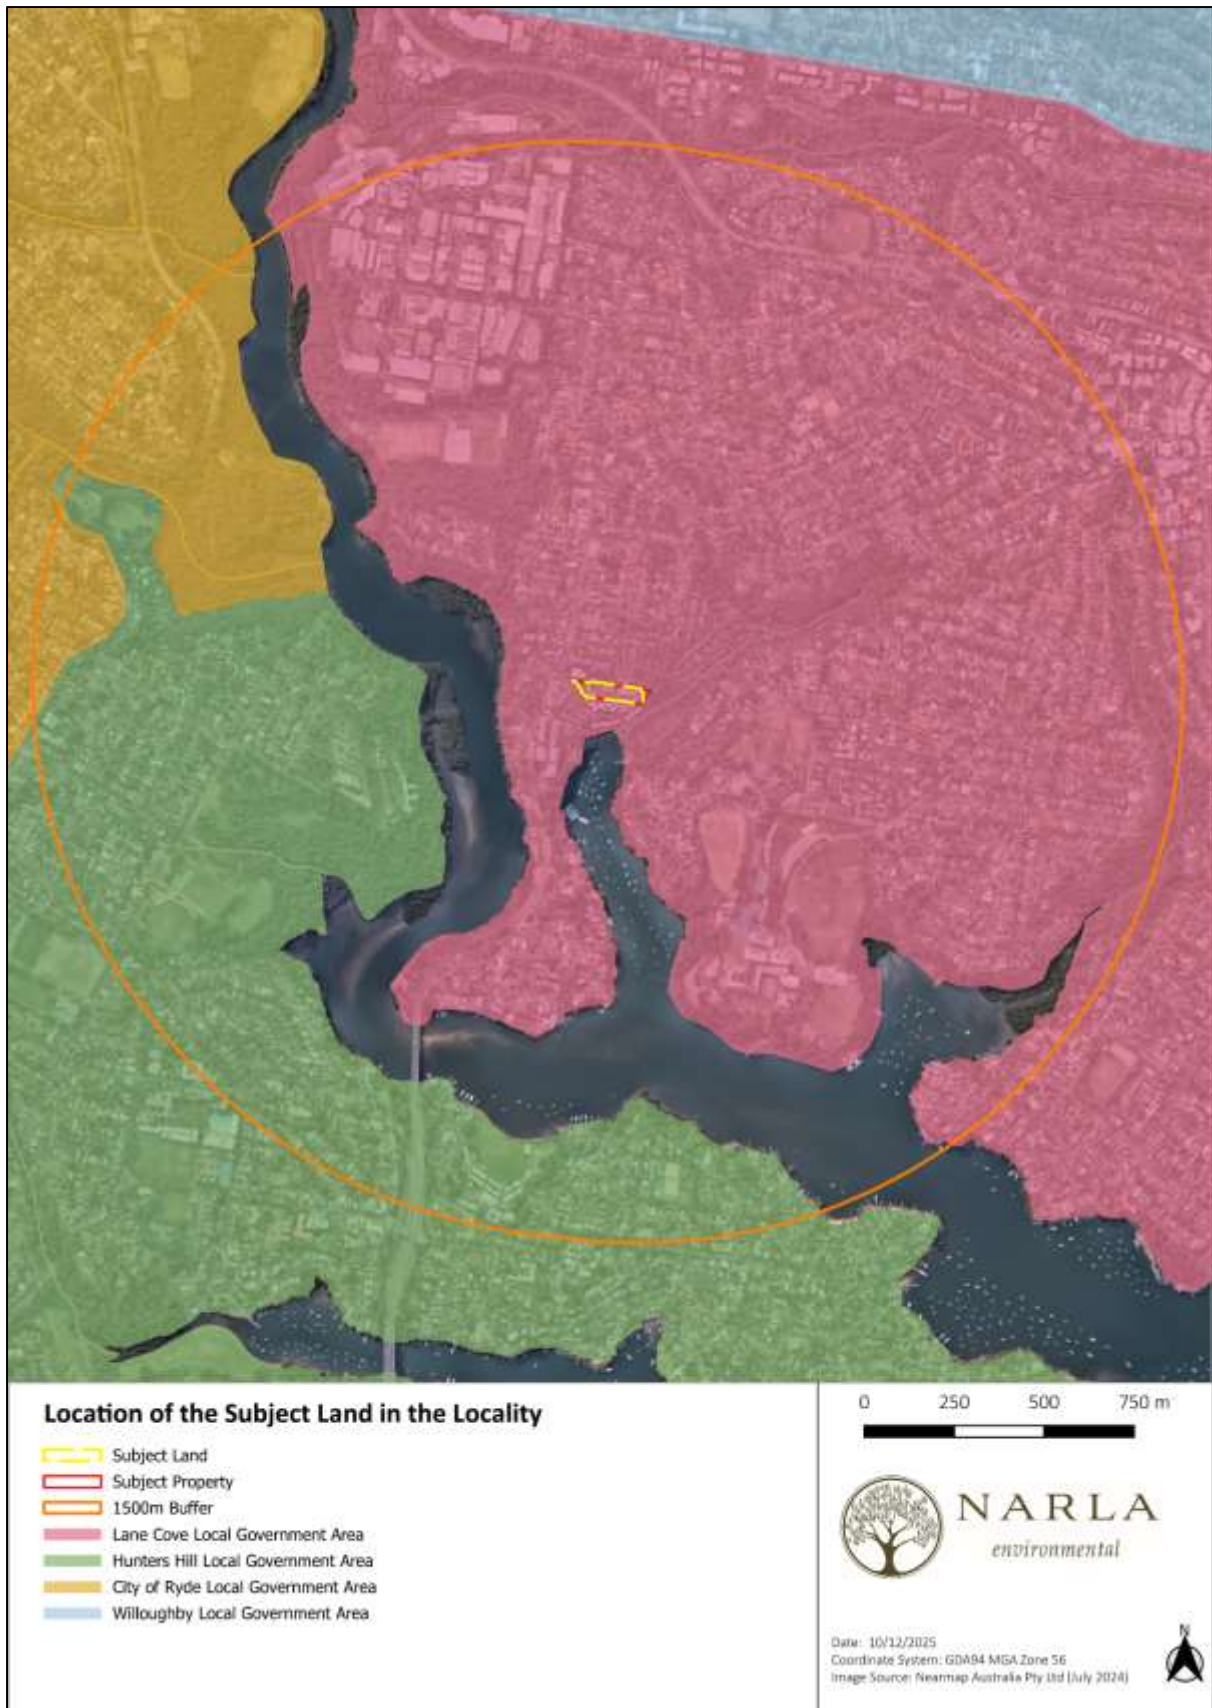 Location of the Subject Land in the Locality
Subject Land
Subject Property
1500m Buffer
Lane Cove Local Government Area
Hunters Hill Local Government Area
City of Ryde Local Government Area
Willoughby Local Government Area
0 250 500 750 m
NARLA
environmental
N
Date: 10/12/2025
Coordinate System: GDA94 MGA Zone 56
Image Source: Nearmap Australia Pty Ltd (July 2024)